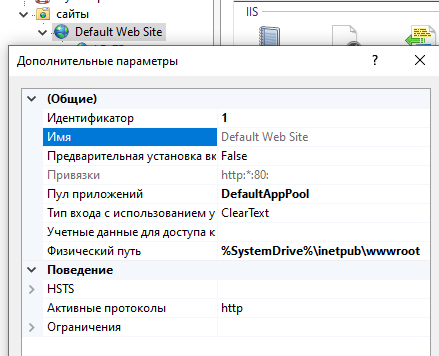 сайты
Default Web Site
IIS
Дополнительные параметры
?
(Общие)
Идентификатор 1
Имя Default Web Site
Предварительная установка вк False
Привязки http:*:80:
Пул приложений DefaultAppPool
Тип входа с использованием у ClearText
Учетные данные для доступа к
Физический путь %SystemDrive%\inetpub\wwwroot
Поведение
HSTS
Активные протоколы http
Ограничения